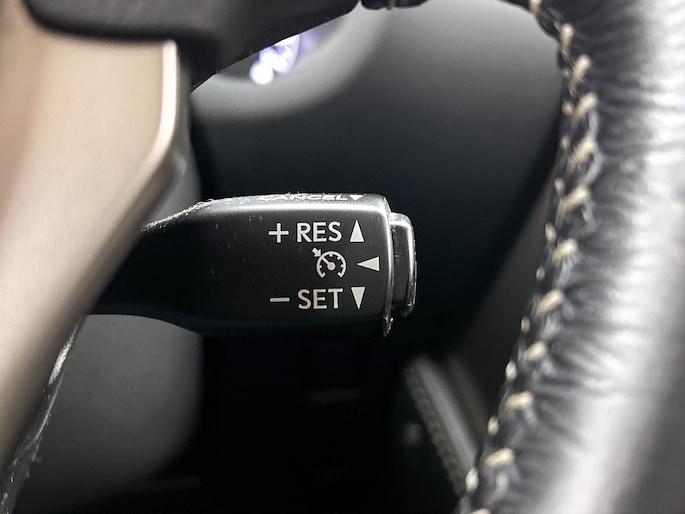 CANCEL▲
+ RES ▲
◀
− SET ▼